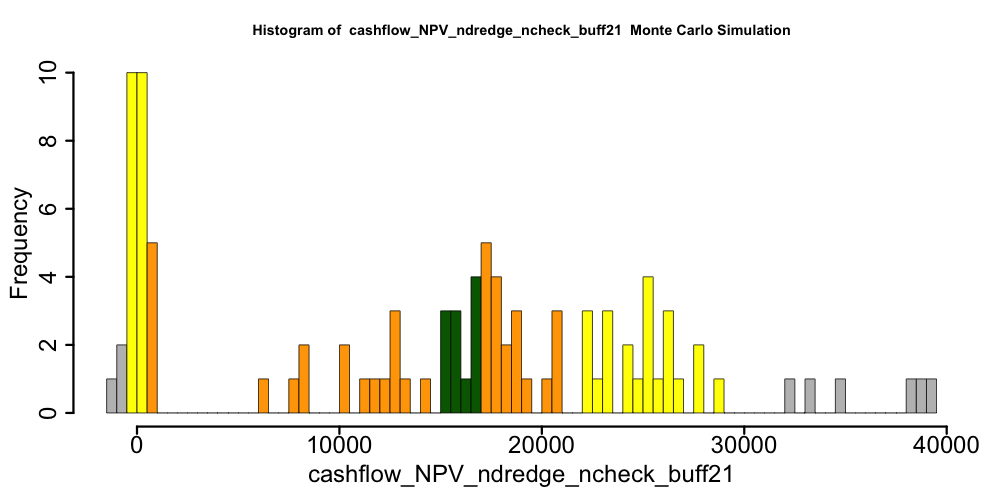 Histogram of cashflow_NPV_ndredge_ncheck_buff21 Monte Carlo Simulation
Frequency
10
8
6
4
2
0
0 10000 20000 30000 40000
cashflow_NPV_ndredge_ncheck_buff21